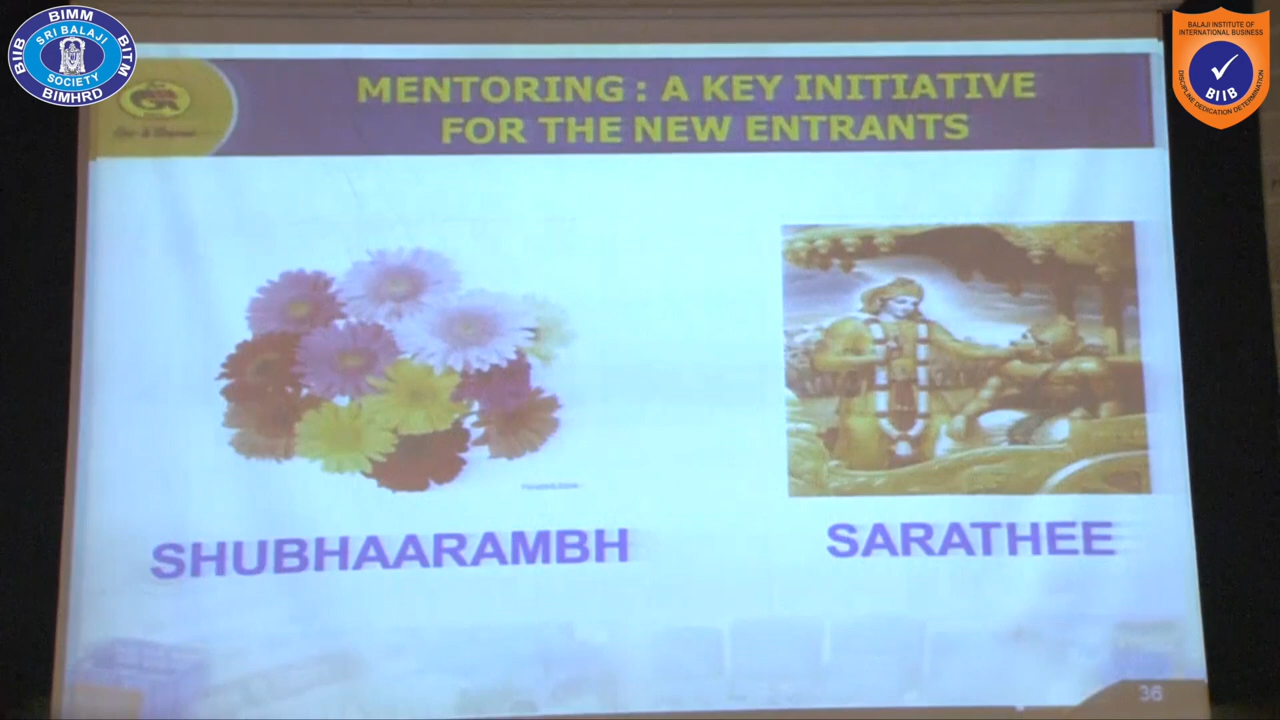 BIMM
BIIB
BITM
BIMHRD
SRI BALAJI
SOCIETY
BALAJI INSTITUTE OF
INTERNATIONAL BUSINESS
BIIB
DISCIPLINE DEDICATION DETERMINATION
MENTORING : A KEY INITIATIVE
FOR THE NEW ENTRANTS
SHUBHAARAMBH
SARATHEE
36